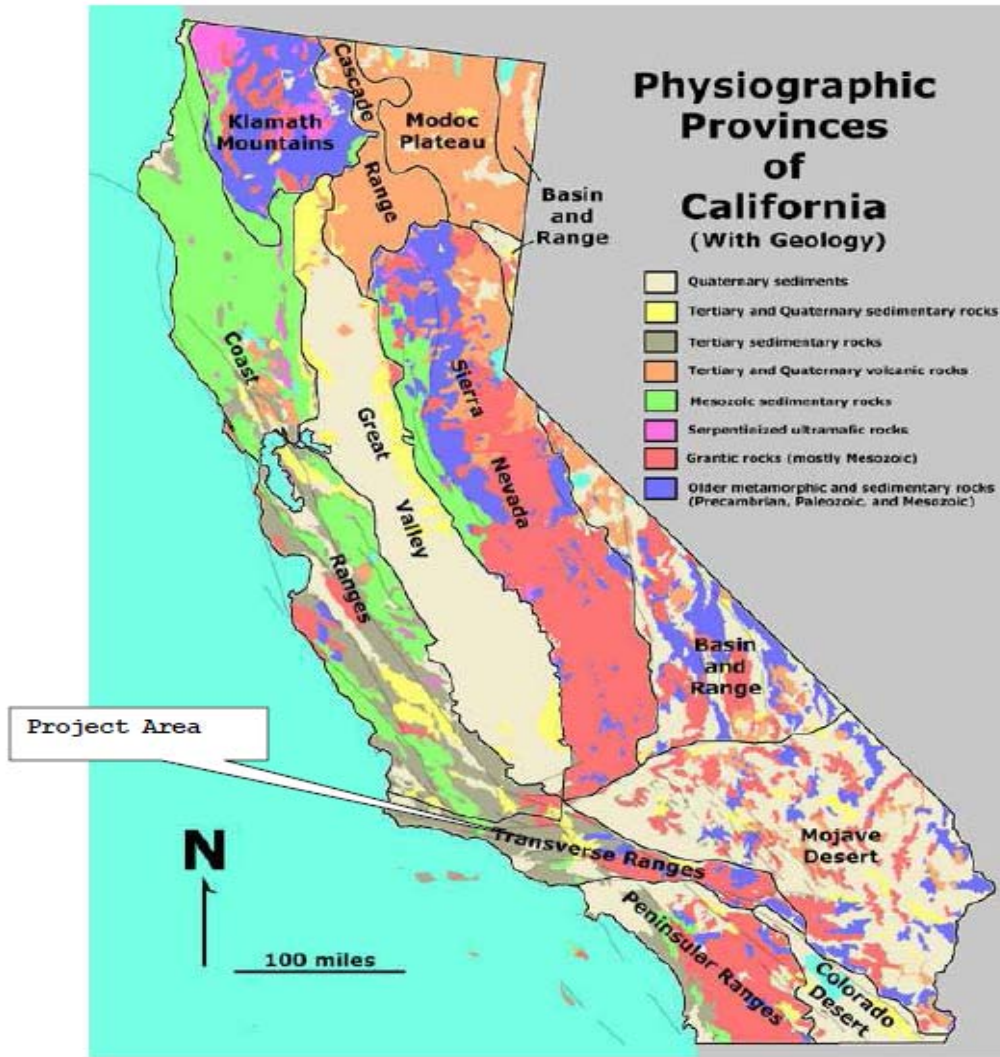 Physiographic
Provinces
of
California
(With Geology)
Quaternary sediments
Tertiary and Quaternary sedimentary rocks
Tertiary sedimentary rocks
Tertiary and Quaternary volcanic rocks
Mesozoic sedimentary rocks
Serpentinized ultramafic rocks
Grantic rocks (mostly Mesozoic)
Older metamorphic and sedimentary rocks
(Precambrian, Paleozoic, and Mesozoic)
Klamath
Mountains
Cascade
Range
Modoc
Plateau
Basin
and
Range
Coast
Ranges
Great
Valley
Sierra
Nevada
Basin
and
Range
Project Area
Mojave
Desert
Transverse Ranges
Peninsular Ranges
Colorado
Desert
N
100 miles